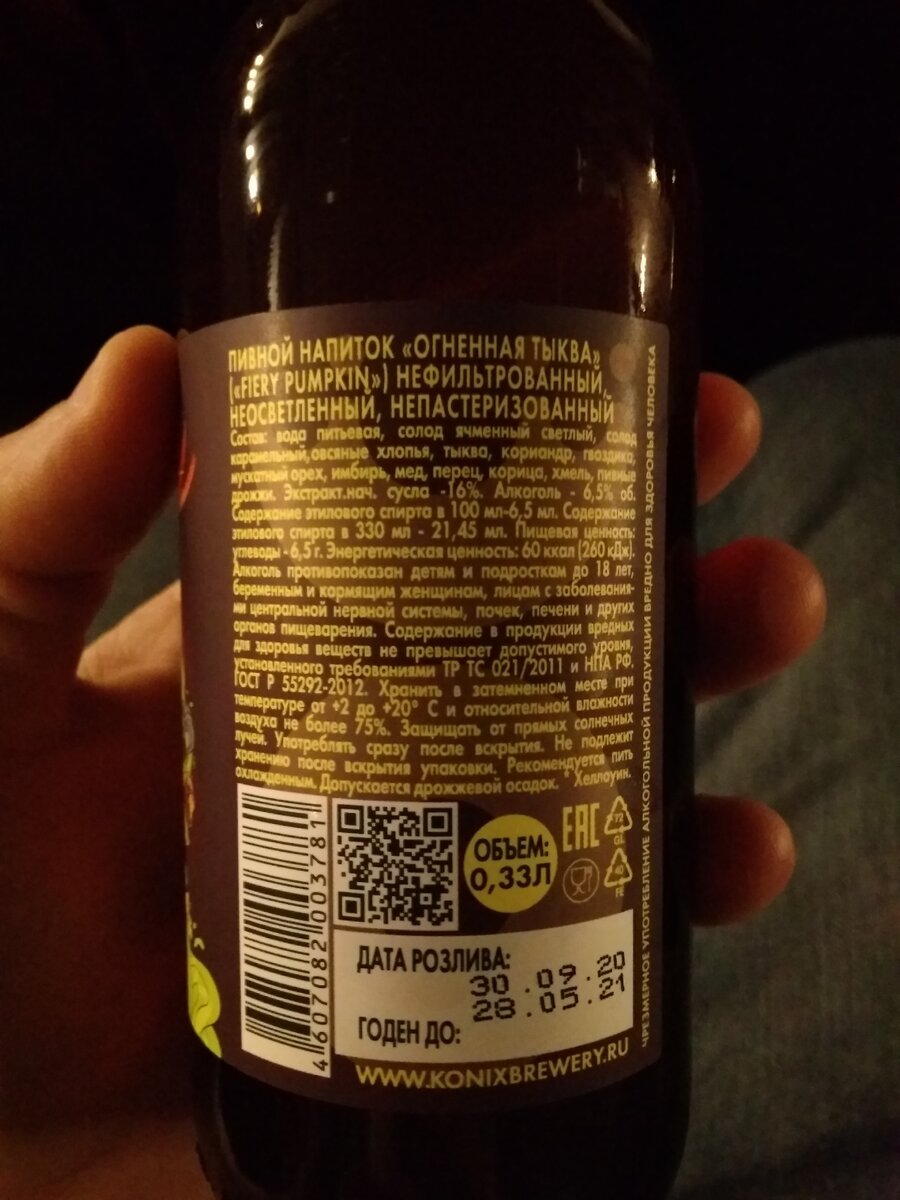 ПИВНОЙ НАПИТОК «ОГНЕННАЯ ТЫКВА»
(«FIERY PUMPKIN») НЕФИЛЬТРОВАННЫЙ,
НЕОСВЕТЛЕННЫЙ, НЕПАСТЕРИЗОВАННЫЙ
Состав: вода питьевая, солод ячменный светлый, солод
карамельный,овсяные хлопья, тыква, кориандр, гвоздика,
мускатный орех, имбирь, мед, перец, корица, хмель, пивные
дрожжи. Экстракт.нач. сусла -16%. Алкоголь - 6,5% об.
Содержание этилового спирта в 100 мл-6,5 мл. Содержание
этилового спирта в 330 мл - 21,45 мл. Пищевая ценность:
углеводы - 6,5 г. Энергетическая ценность: 60 ккал (260 кДж).
Алкоголь противопоказан детям и подросткам до 18 лет,
беременным и кормящим женщинам, лицам с заболевания-
ми центральной нервной системы, почек, печени и других
органов пищеварения. Содержание в продукции вредных
для здоровья веществ не превышает допустимого уровня,
установленного требованиями ТР ТС 021/2011 и НПА РФ.
ГОСТ Р 55292-2012. Хранить в затемненном месте при
температуре от +2 до +20° С и относительной влажности
воздуха не более 75%. Защищать от прямых солнечных
лучей. Употреблять сразу после вскрытия. Не подлежит
хранению после вскрытия упаковки. Рекомендуется пить
охлажденным. Допускается дрожжевой осадок. * Хеллоуин.
4 607082 003781
ОБЪЕМ:
0,33Л
EAC
72
GL
40
FE
ДАТА РОЗЛИВА:
30.09.20
28.05.21
ГОДЕН ДО:
WWW.KONIXBREWERY.RU
ЧРЕЗМЕРНОЕ УПОТРЕБЛЕНИЕ АЛКОГОЛЬНОЙ ПРОДУКЦИИ ВРЕДНО ДЛЯ ЗДОРОВЬЯ ЧЕЛОВЕКА